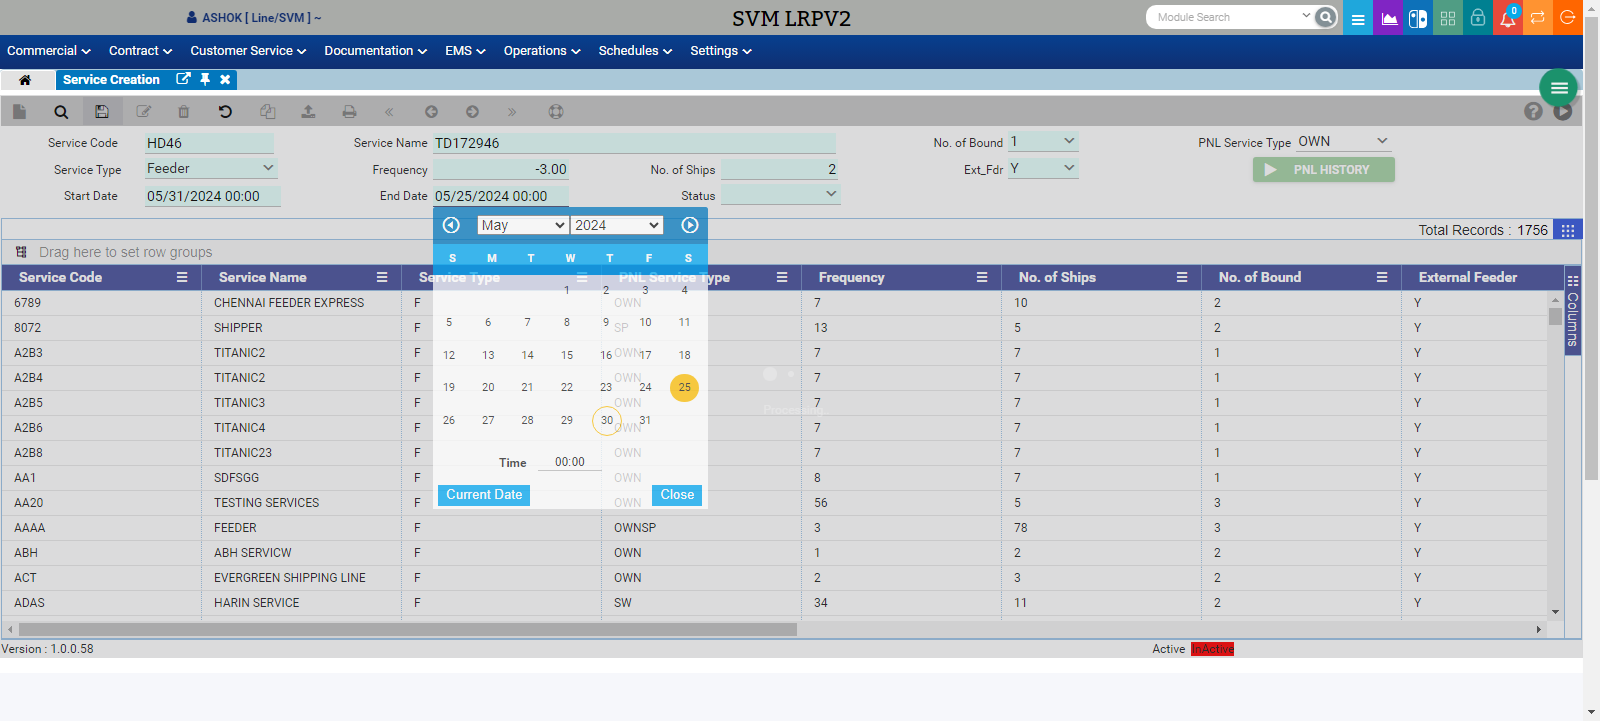 ASHOK [ Line/SVM ] ~
SVM LRPV2
Module Search
0
Commercial Contract Customer Service Documentation EMS Operations Schedules Settings
Service Creation
Service Code HD46 Service Name TD172946 No. of Bound 1 PNL Service Type OWN
Service Type Feeder Frequency -3.00 No. of Ships 2 Ext_Fdr Y PNL HISTORY
Start Date 05/31/2024 00:00 End Date 05/25/2024 00:00 Status
May 2024
Total Records : 1756
Drag here to set row groups
S M T W T F S
Service Code Service Name Service Type PNL Service Type Frequency No. of Ships No. of Bound External Feeder
Columns
1 2 3 4
5 6 7 8 9 10 11
12 13 14 15 16 17 18
19 20 21 22 23 24 25
26 27 28 29 30 31
Time 00:00
Current Date Close
6789 CHENNAI FEEDER EXPRESS F OWN 7 10 2 Y
8072 SHIPPER F SP 13 5 2 Y
A2B3 TITANIC2 F OWN 7 7 1 Y
A2B4 TITANIC2 F OWN 7 7 1 Y
A2B5 TITANIC3 F OWN 7 7 1 Y
A2B6 TITANIC4 F OWN 7 7 1 Y
A2B8 TITANIC23 F OWN 7 7 1 Y
AA1 SDFSGG F OWN 8 7 1 Y
AA20 TESTING SERVICES F OWN 56 5 3 Y
AAAA FEEDER F OWNSP 3 78 3 Y
ABH ABH SERVICW F OWN 1 2 2 Y
ACT EVERGREEN SHIPPING LINE F OWN 2 3 2 Y
ADAS HARIN SERVICE F SW 34 11 2 Y
Processing
Version : 1.0.0.58
Active InActive